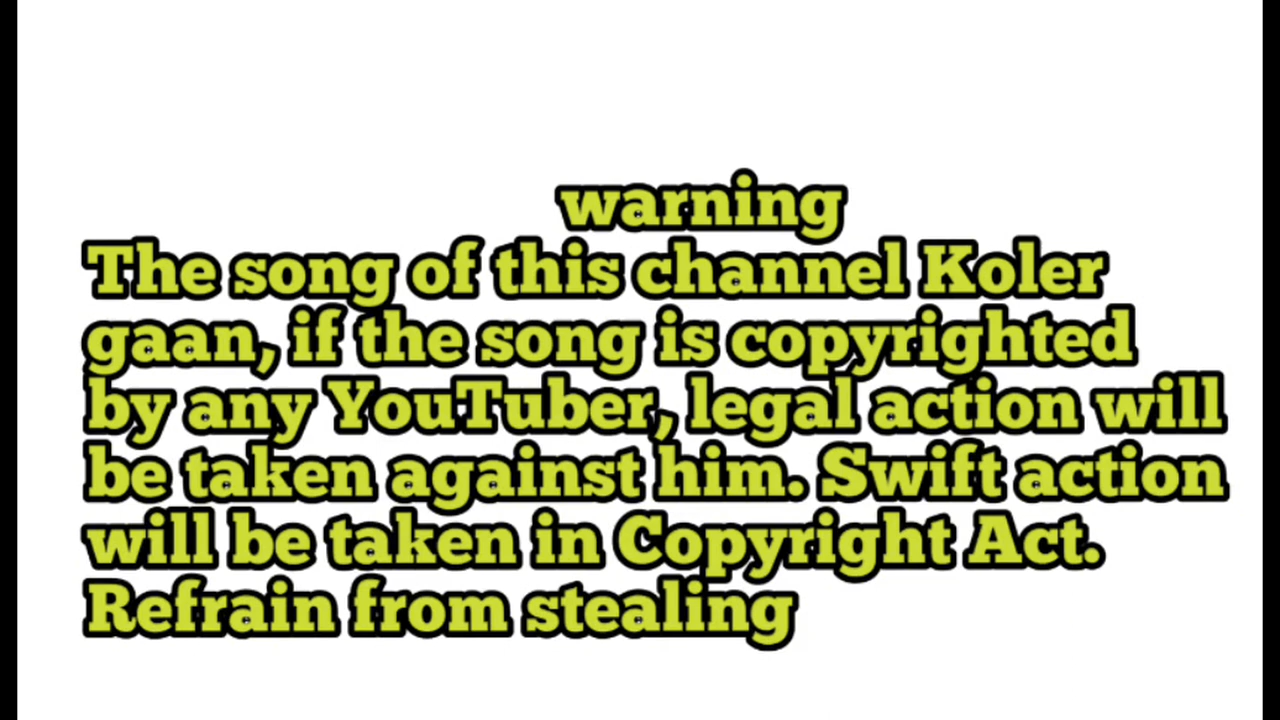 warning
The song of this channel Koler
gaan, if the song is copyrighted
by any YouTuber, legal action will
be taken against him. Swift action
will be taken in Copyright Act.
Refrain from stealing